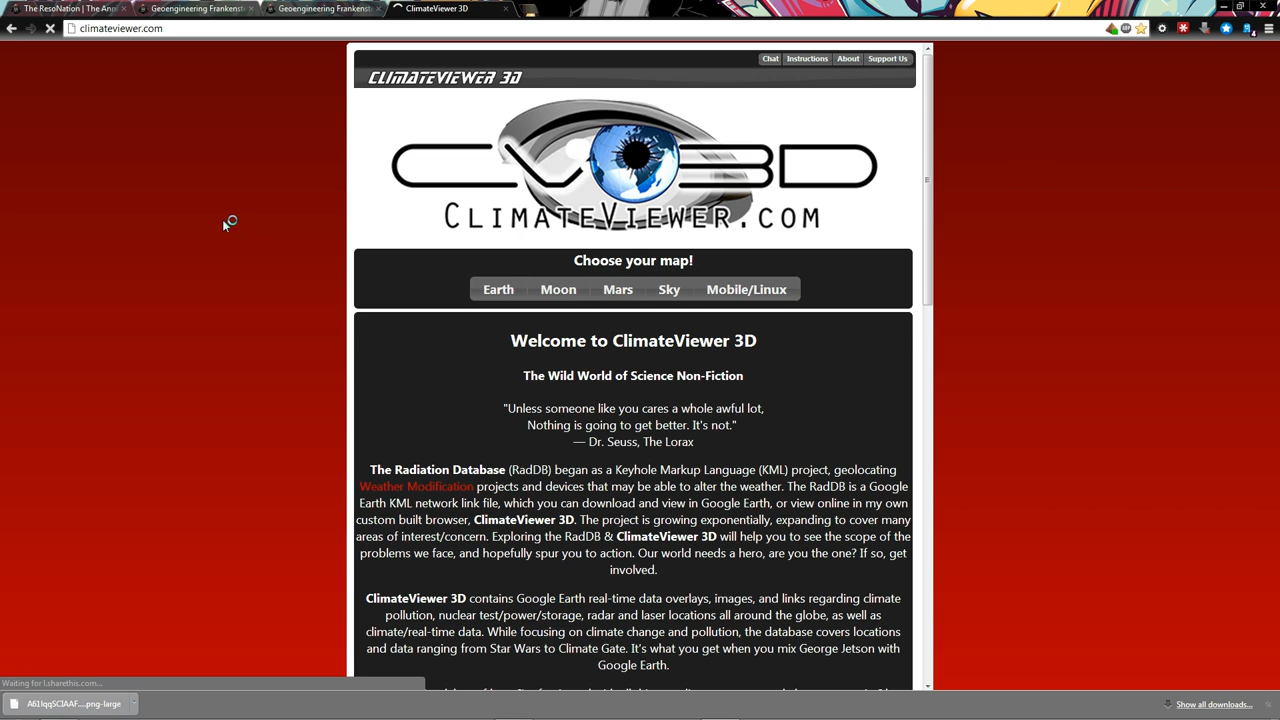 The ResoNation | The Ann
Geoengineering Frankenst
Geoengineering Frankenst
ClimateViewer 3D
climateviewer.com
Chat Instructions About Support Us
CLIMATEVIEWER 3D
CV3D
CLIMATEVIEWER.COM
Choose your map!
Earth Moon Mars Sky Mobile/Linux
Welcome to ClimateViewer 3D
The Wild World of Science Non-Fiction
"Unless someone like you cares a whole awful lot,
Nothing is going to get better. It's not."
— Dr. Seuss, The Lorax
The Radiation Database (RadDB) began as a Keyhole Markup Language (KML) project, geolocating
Weather Modification projects and devices that may be able to alter the weather. The RadDB is a Google
Earth KML network link file, which you can download and view in Google Earth, or view online in my own
custom built browser, ClimateViewer 3D. The project is growing exponentially, expanding to cover many
areas of interest/concern. Exploring the RadDB & ClimateViewer 3D will help you to see the scope of the
problems we face, and hopefully spur you to action. Our world needs a hero, are you the one? If so, get
involved.
ClimateViewer 3D contains Google Earth real-time data overlays, images, and links regarding climate
pollution, nuclear test/power/storage, radar and laser locations all around the globe, as well as
climate/real-time data. While focusing on climate change and pollution, the database covers locations
and data ranging from Star Wars to Climate Gate. It's what you get when you mix George Jetson with
Google Earth.
Waiting for l.sharethis.com...
A61lqqSCIAAF....png-large
Show all downloads...